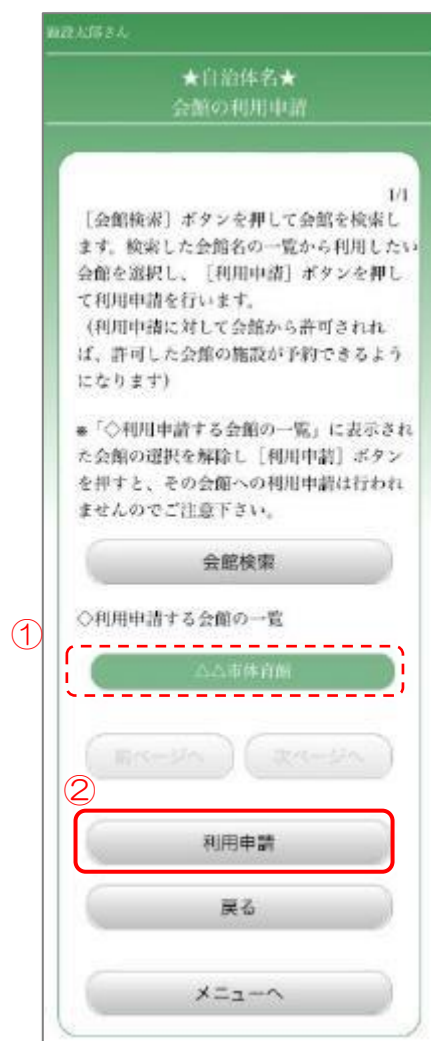 施設太郎さん
★自治体名★
会館の利用申請
1/1
［会館検索］ボタンを押して会館を検索し
ます。検索した会館名の一覧から利用したい
会館を選択し、［利用申請］ボタンを押し
て利用申請を行います。
（利用申請に対して会館から許可されれ
ば、許可した会館の施設が予約できるよう
になります）
※「◇利用申請する会館の一覧」に表示され
た会館の選択を解除し［利用申請］ボタン
を押すと、その会館への利用申請は行われ
ませんのでご注意下さい。
会館検索
◇利用申請する会館の一覧
①
△△市体育館
前ページへ 次ページへ
②
利用申請
戻る
メニューへ